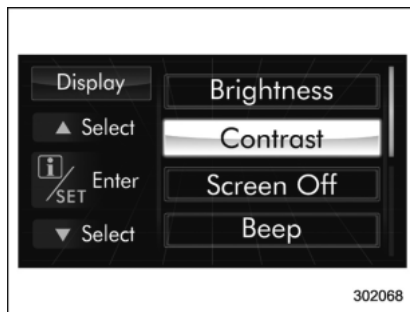 Display
▲ Select
i/SET Enter
▼ Select
Brightness
Contrast
Screen Off
Beep
302068